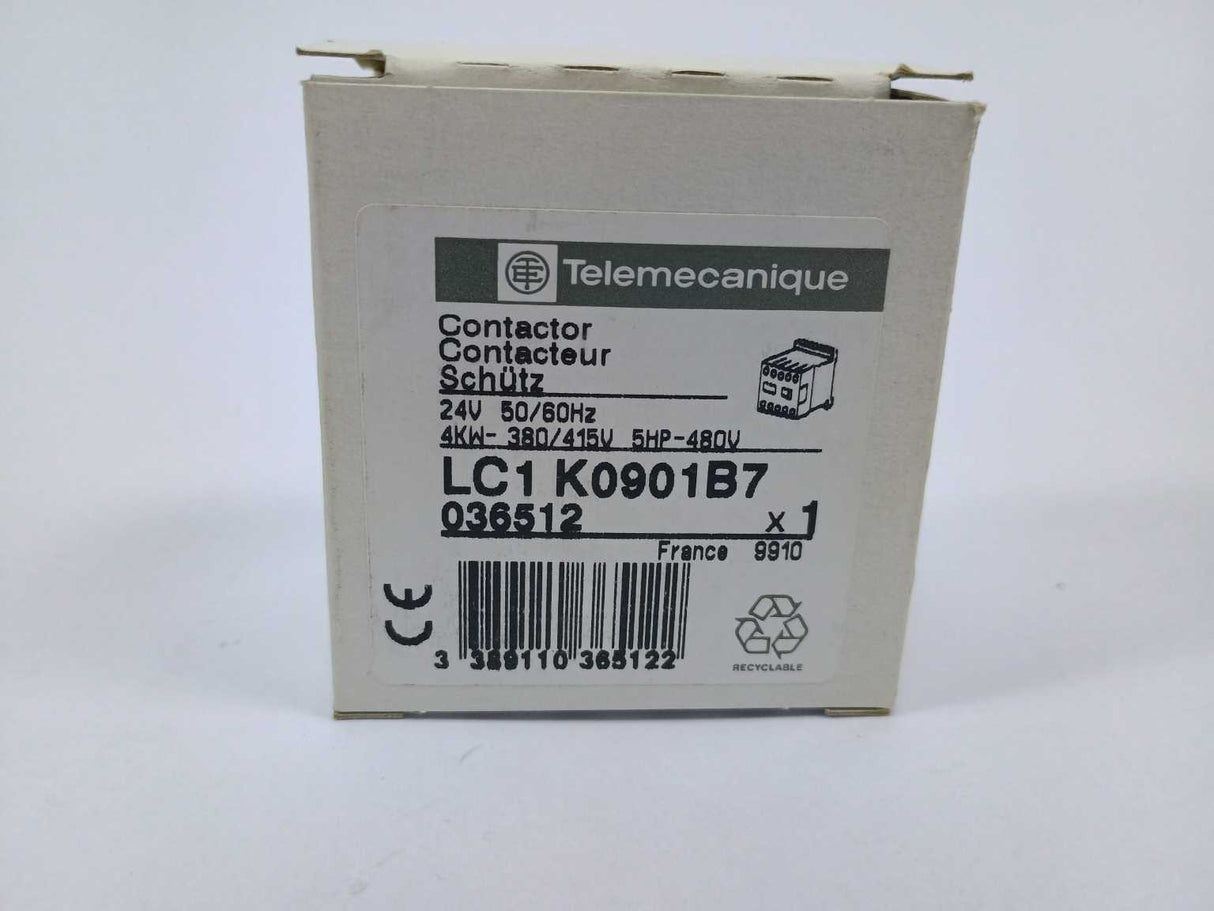 Telemecanique
Contactor
Contacteur
Schütz
24V 50/60Hz
4KW- 380/415V 5HP-480V
LC1 K0901B7
036512 x 1
France 9910
CE
3 389110 365122
RECYCLABLE